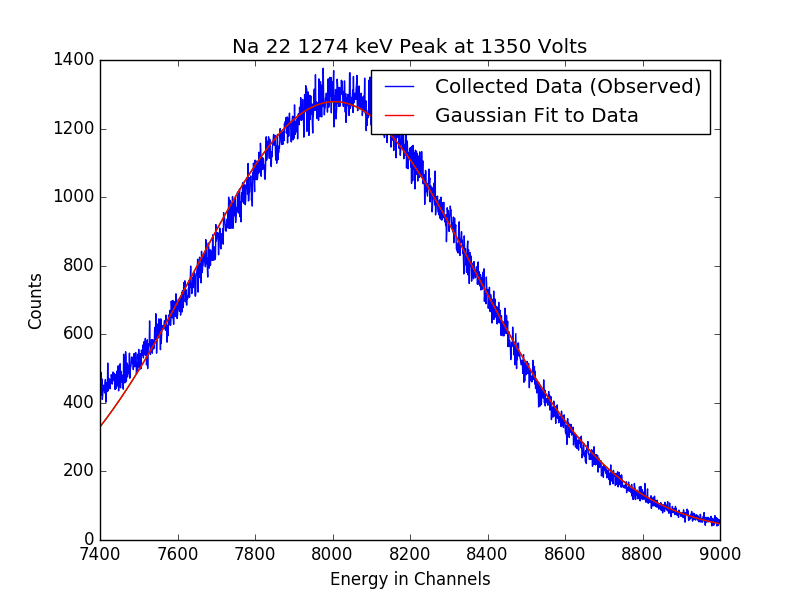 Na 22 1274 keV Peak at 1350 Volts
Collected Data (Observed)
Gaussian Fit to Data
1400
1200
1000
800
600
400
200
0
Counts
7400 7600 7800 8000 8200 8400 8600 8800 9000
Energy in Channels